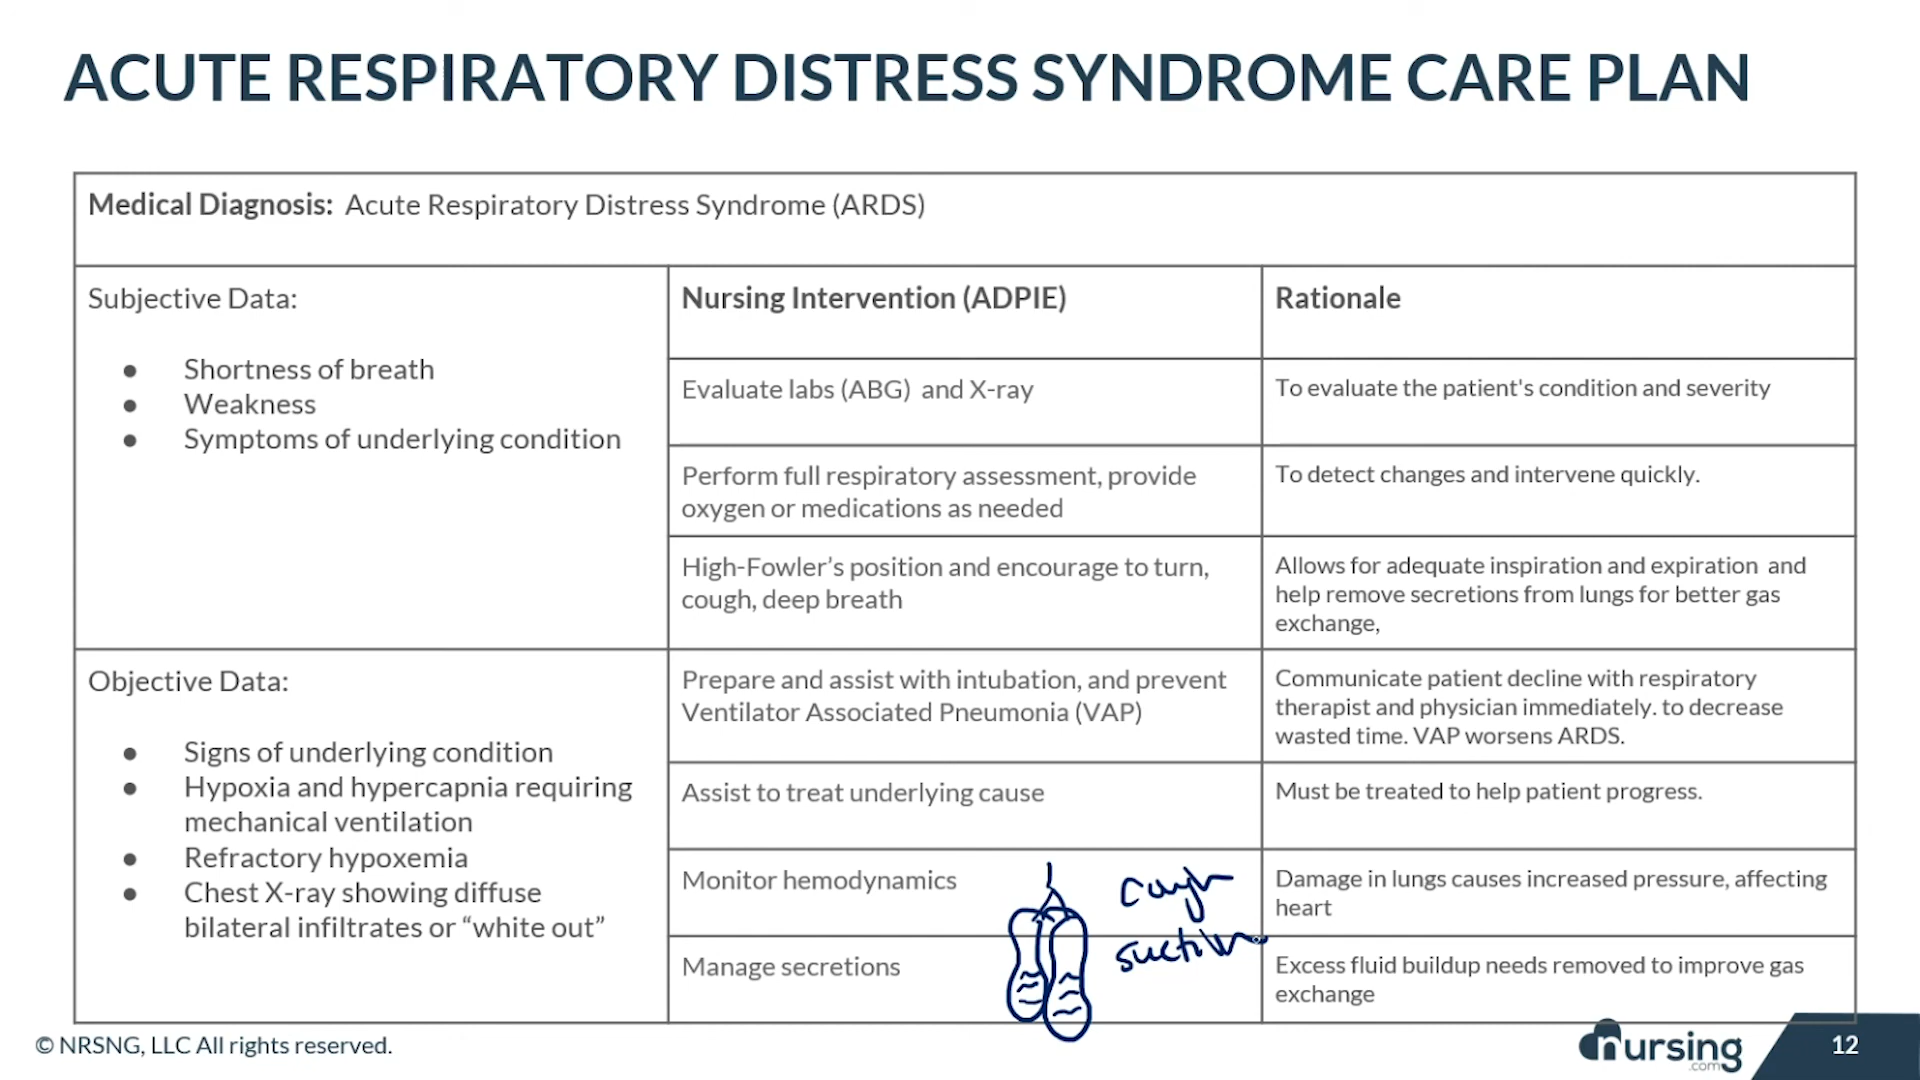 ACUTE RESPIRATORY DISTRESS SYNDROME CARE PLAN
Medical Diagnosis: Acute Respiratory Distress Syndrome (ARDS)
Subjective Data:
● Shortness of breath
● Weakness
● Symptoms of underlying condition
Nursing Intervention (ADPIE)
Rationale
Evaluate labs (ABG) and X-ray
To evaluate the patient's condition and severity
Perform full respiratory assessment, provide
oxygen or medications as needed
To detect changes and intervene quickly.
High-Fowler’s position and encourage to turn,
cough, deep breath
Allows for adequate inspiration and expiration and
help remove secretions from lungs for better gas
exchange,
Objective Data:
● Signs of underlying condition
● Hypoxia and hypercapnia requiring
mechanical ventilation
● Refractory hypoxemia
● Chest X-ray showing diffuse
bilateral infiltrates or “white out”
Prepare and assist with intubation, and prevent
Ventilator Associated Pneumonia (VAP)
Communicate patient decline with respiratory
therapist and physician immediately. to decrease
wasted time. VAP worsens ARDS.
Assist to treat underlying cause
Must be treated to help patient progress.
Monitor hemodynamics
cough
Damage in lungs causes increased pressure, affecting
heart
Manage secretions
suction
Excess fluid buildup needs removed to improve gas
exchange
© NRSNG, LLC All rights reserved.
nursing
.com
12